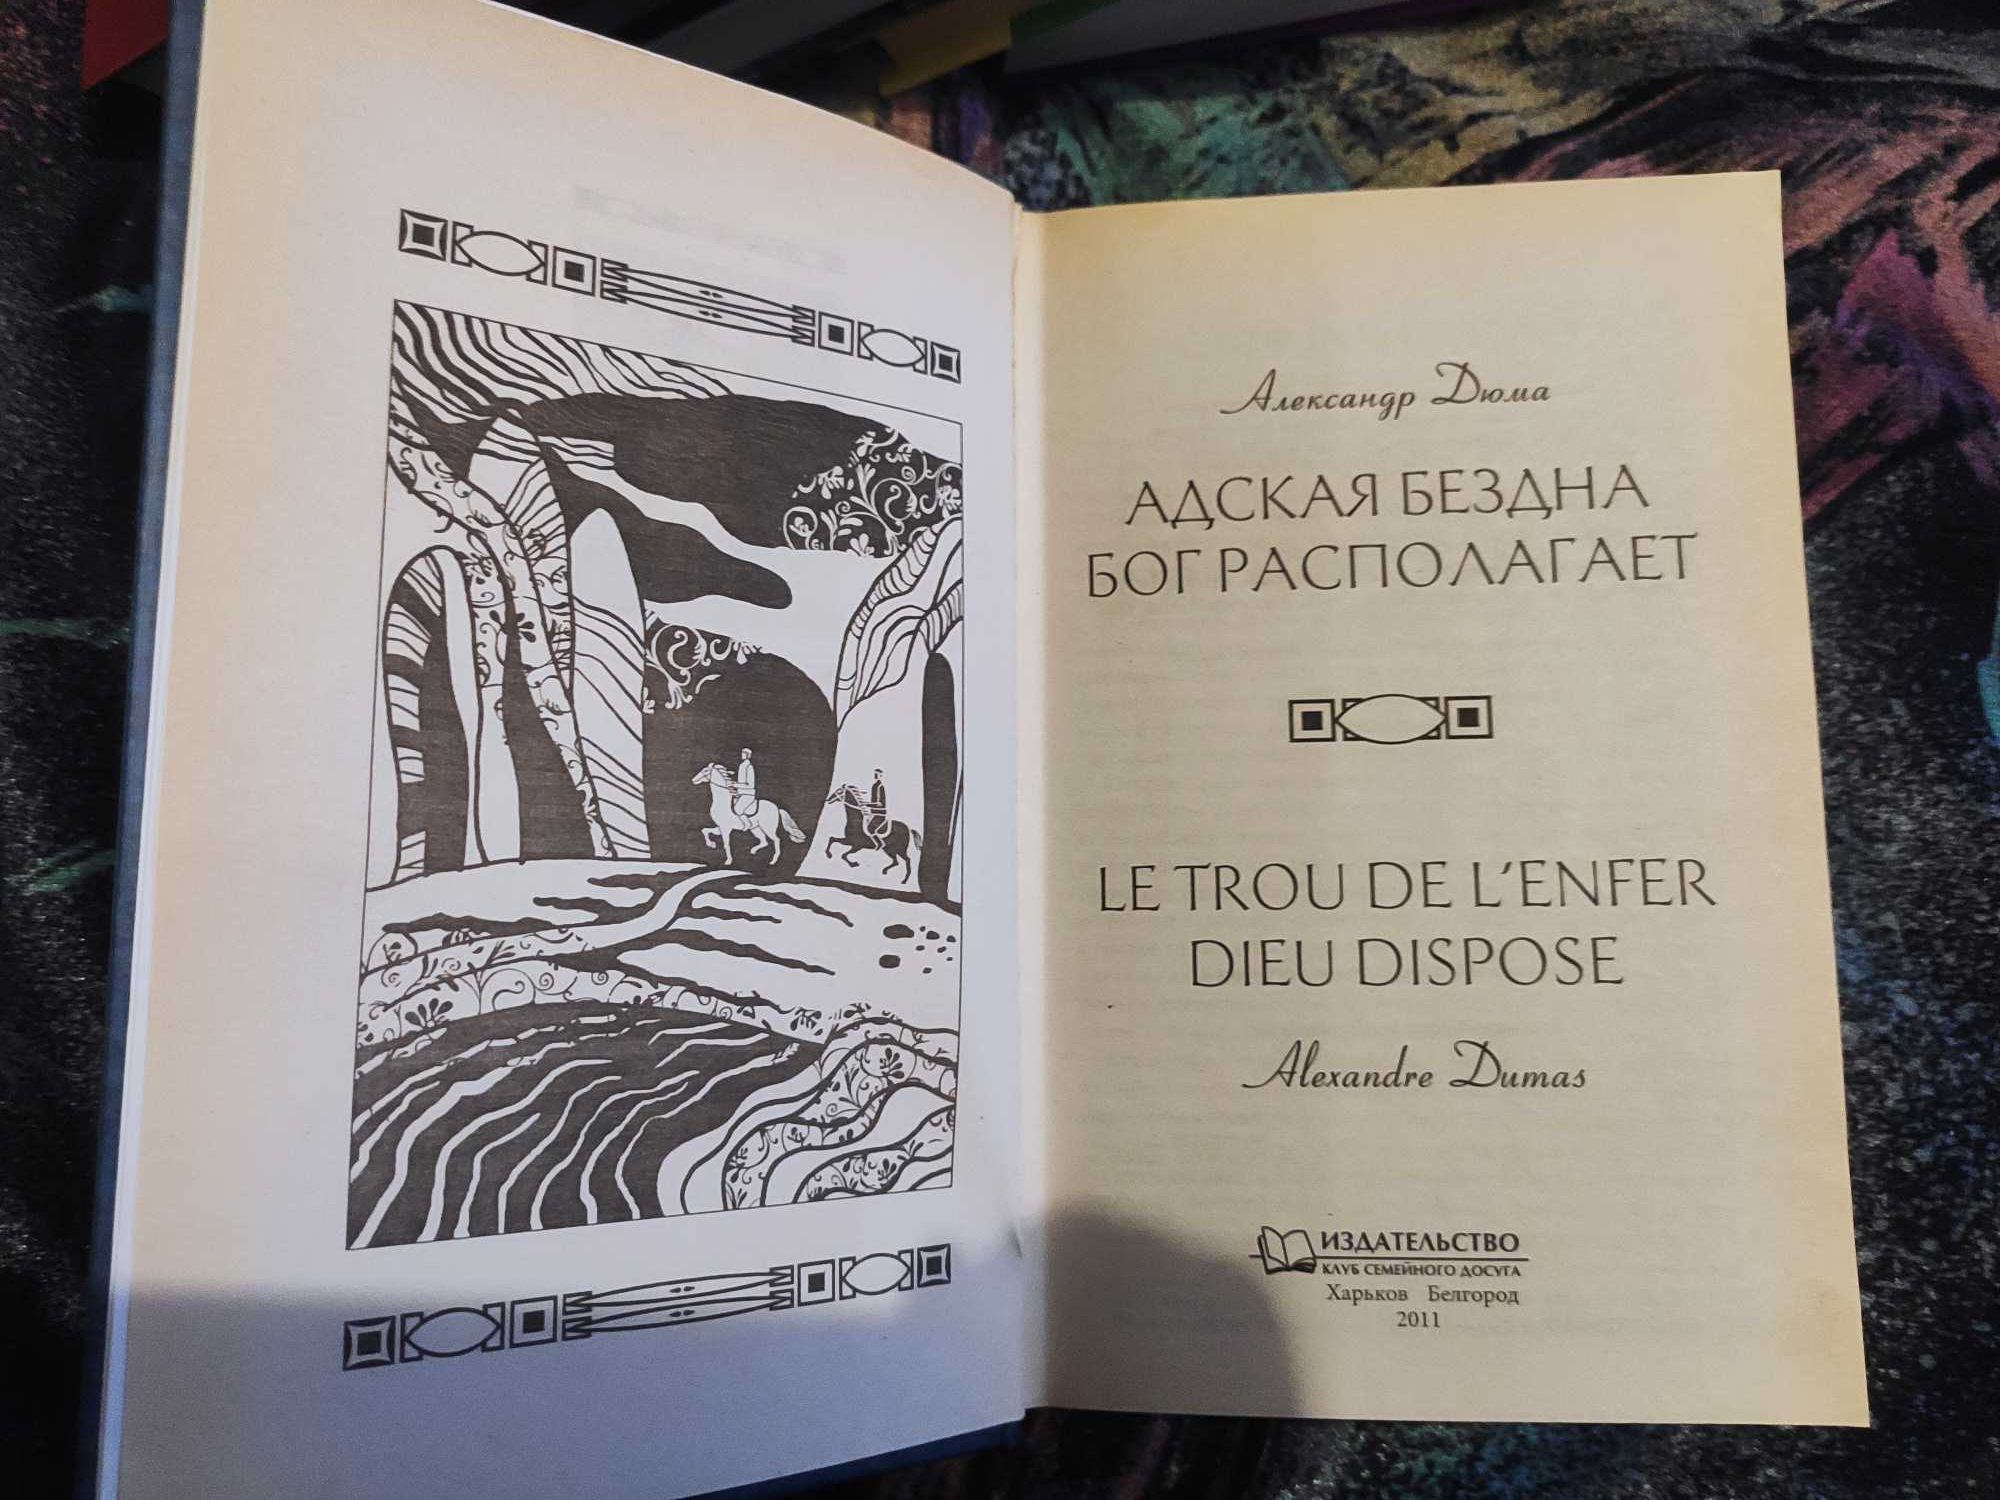 Александр Дюма
АДСКАЯ БЕЗДНА
БОГ РАСПОЛАГАЕТ
LE TROU DE L'ENFER
DIEU DISPOSE
Alexandre Dumas
ИЗДАТЕЛЬСТВО
КЛУБ СЕМЕЙНОГО ДОСУГА
Харьков Белгород
2011